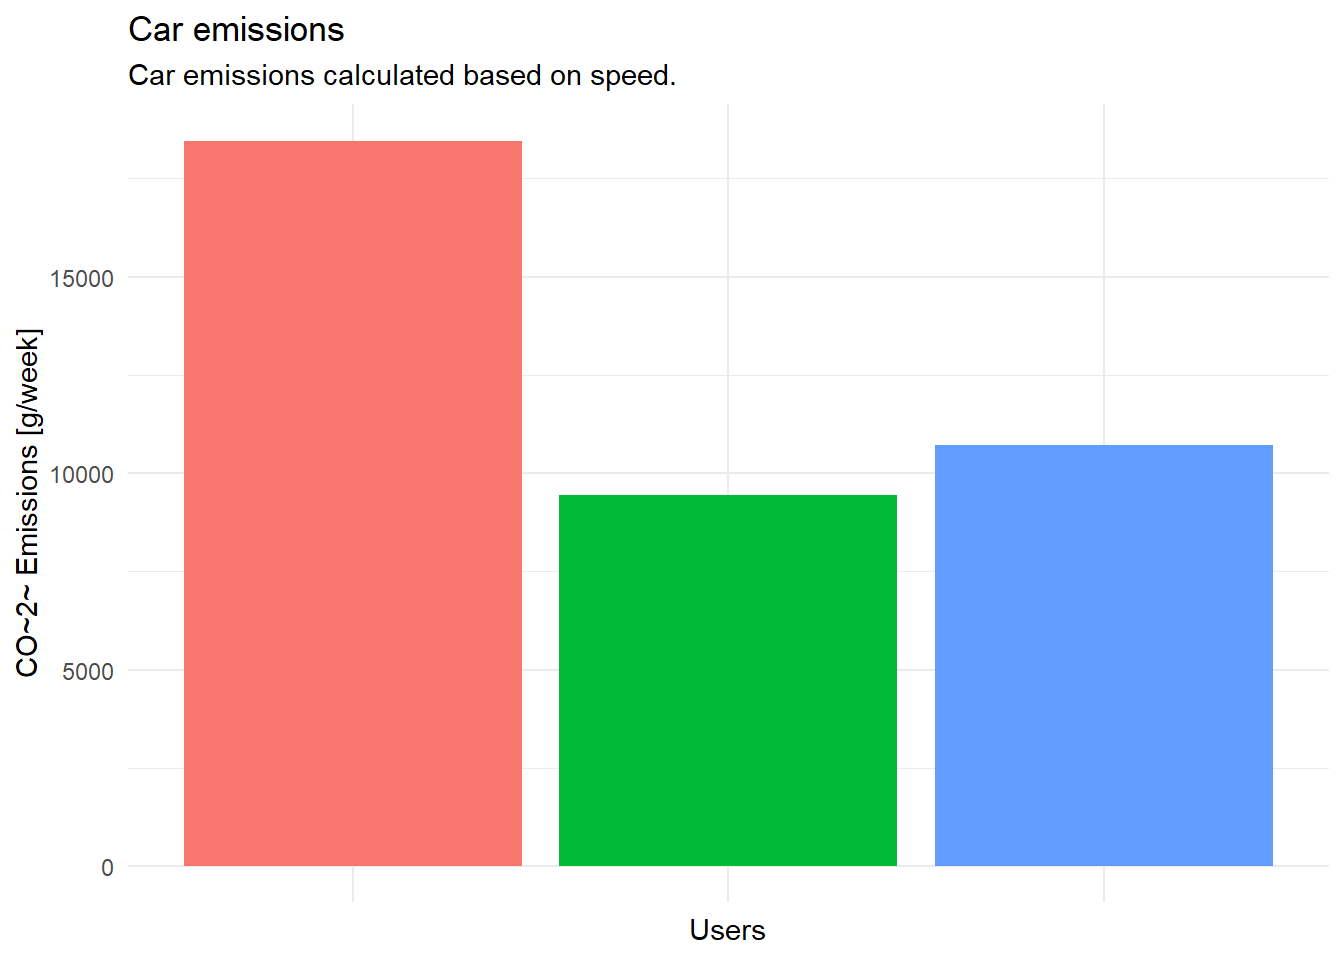 Car emissions
Car emissions calculated based on speed.
CO~2~ Emissions [g/week]
15000
10000
5000
0
Users